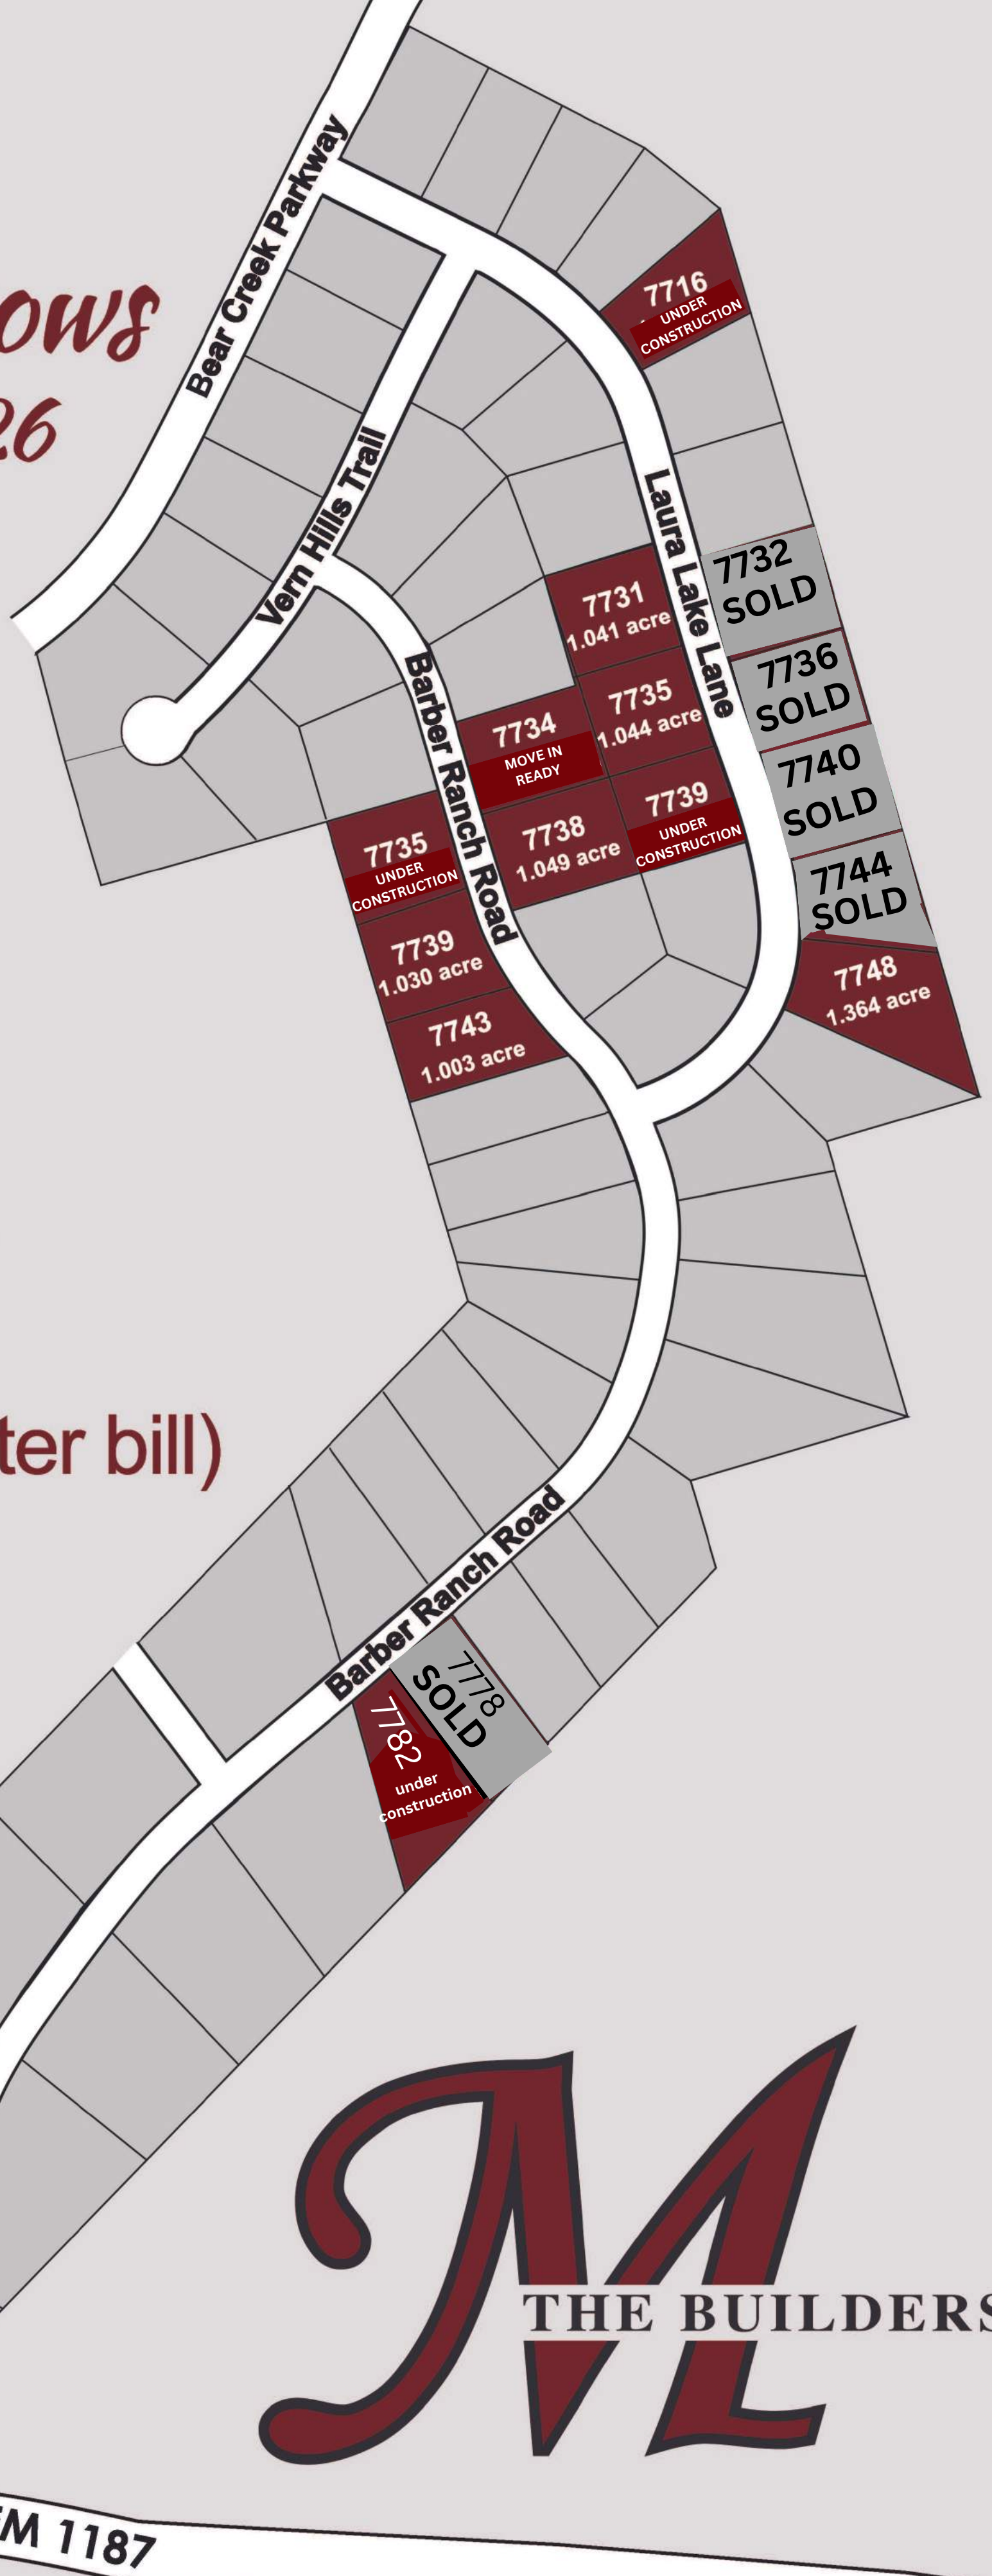 Bear Creek Parkway
7716
UNDER
CONSTRUCTION
ows
26
Vern Hills Trail
Laura Lake Lane
7732
SOLD
7731
1.041 acre
7736
SOLD
7735
1.044 acre
Barber Ranch Road
7734
MOVE IN
READY
7740
SOLD
7739
UNDER
CONSTRUCTION
7738
1.049 acre
7735
UNDER
CONSTRUCTION
7744
SOLD
7739
1.030 acre
7748
1.364 acre
7743
1.003 acre
ter bill)
Barber Ranch Road
7778
SOLD
7782
under
construction
M
THE BUILDERS
FM 1187